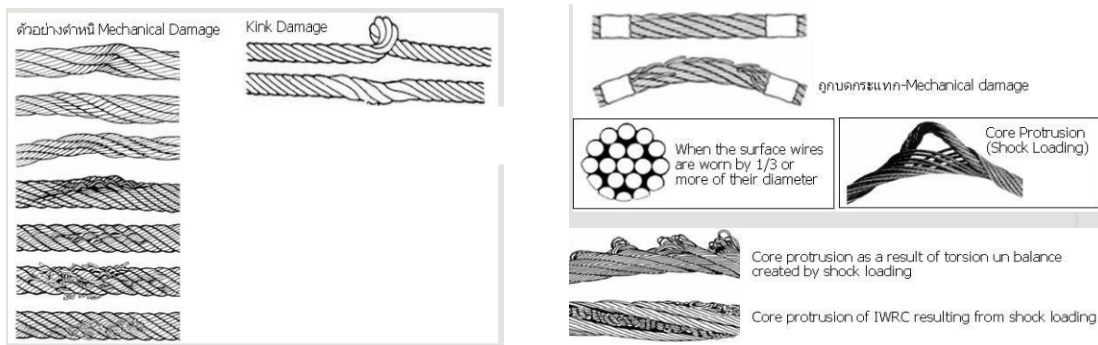 ตัวอย่างตำหนิ Mechanical Damage
Kink Damage
ถูกบดกระแทก-Mechanical damage
When the surface wires
are worn by 1/3 or
more of their diameter
Core Protrusion
(Shock Loading)
Core protrusion as a result of torsion un balance
created by shock loading
Core protrusion of IWRC resulting from shock loading